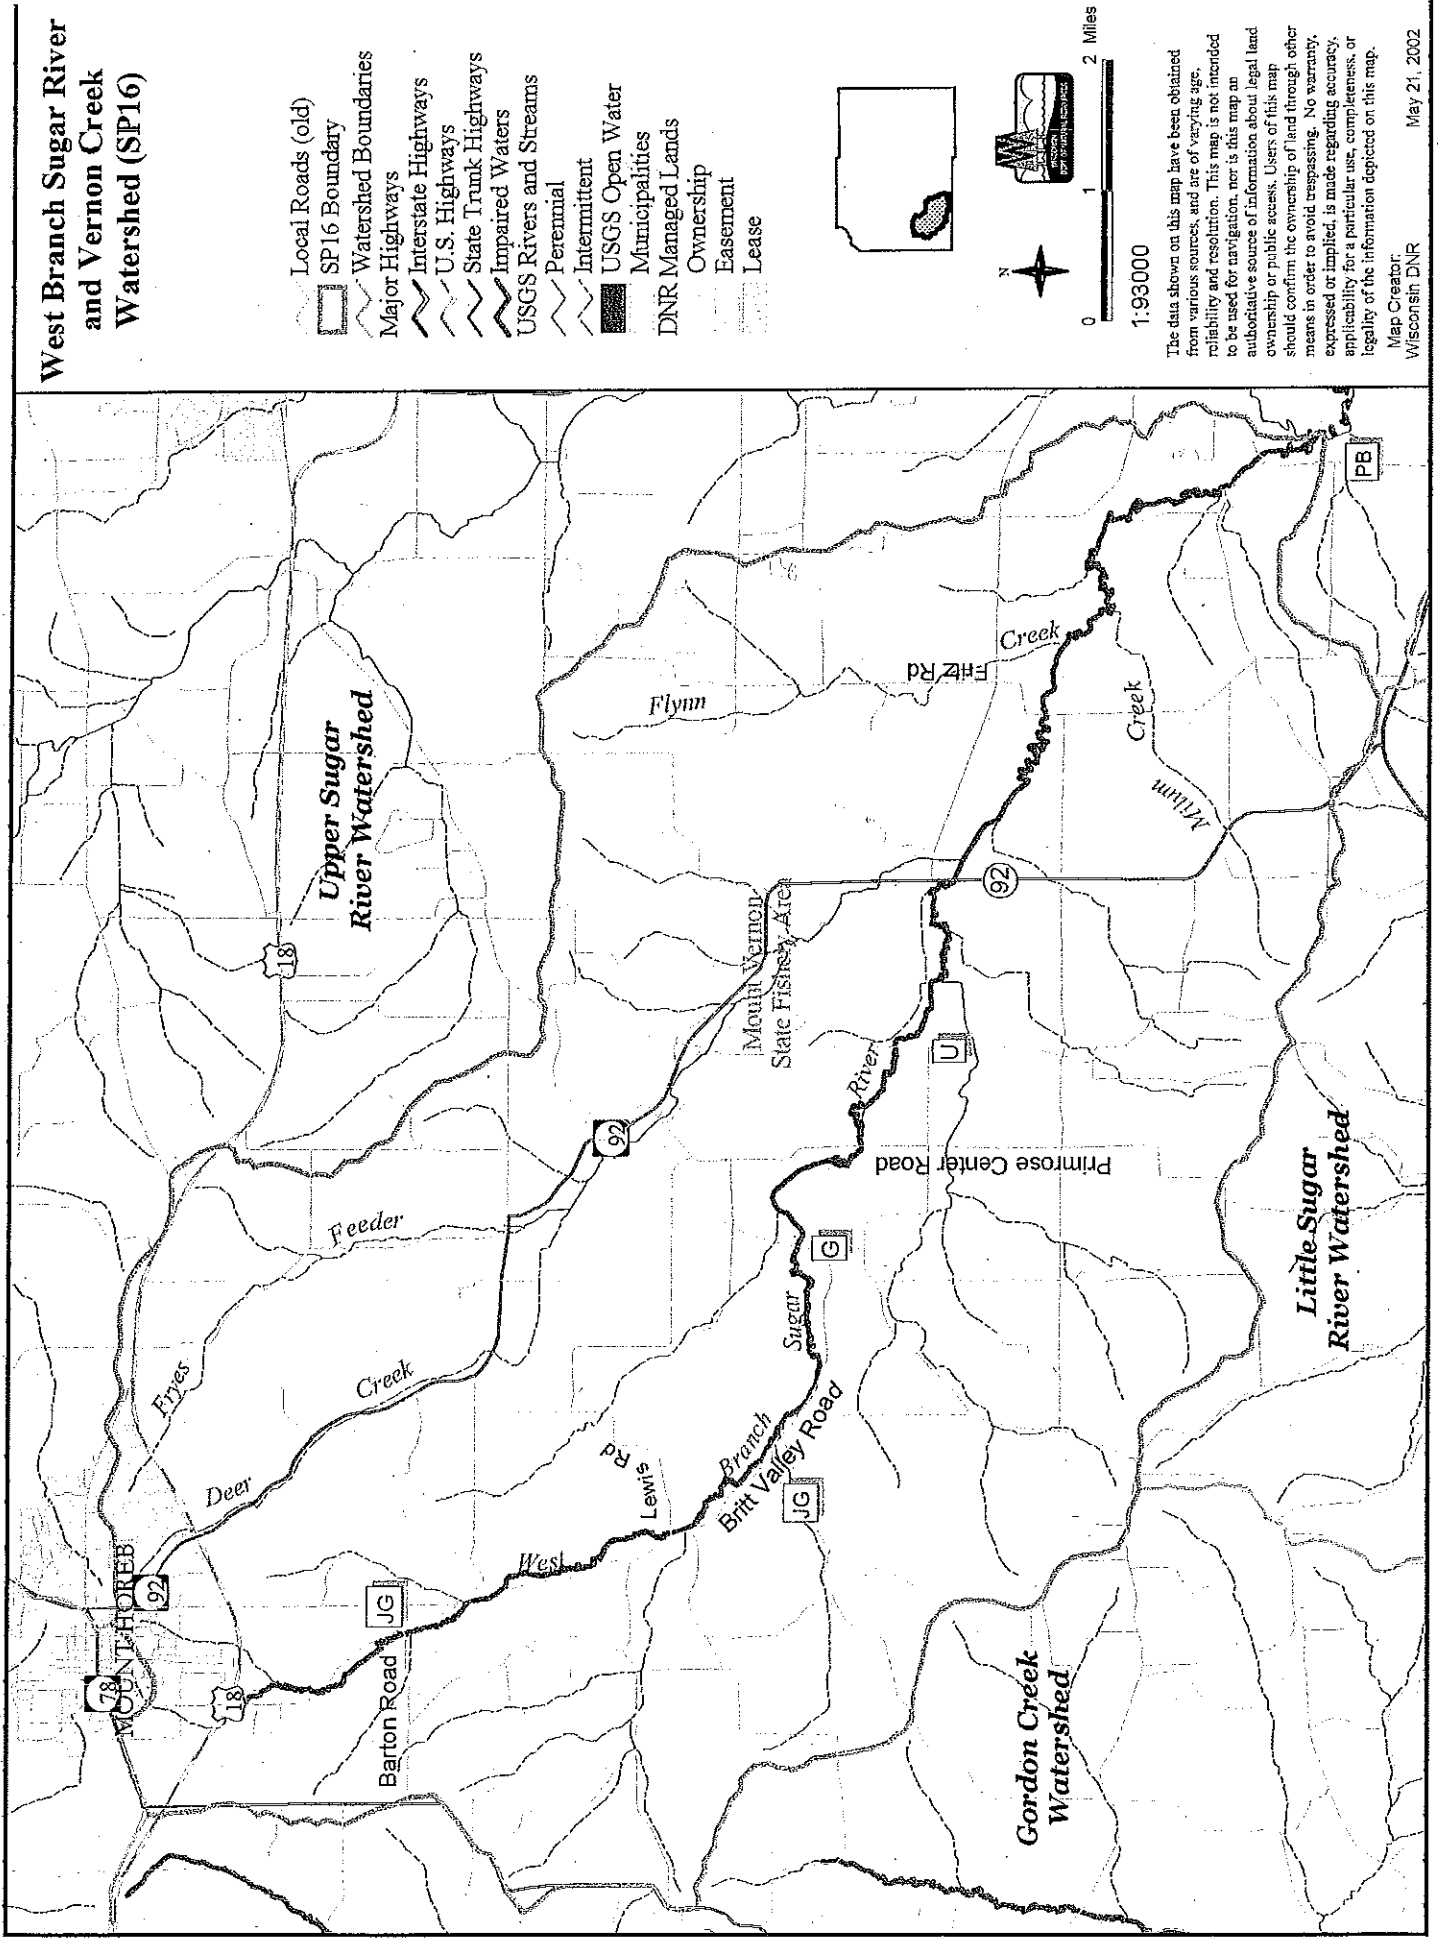 West Branch Sugar River
and Vernon Creek
Watershed (SP16)
Local Roads (old)
SP16 Boundary
Watershed Boundaries
Major Highways
Interstate Highways
U.S. Highways
State Trunk Highways
Impaired Waters
USGS Rivers and Streams
Perennial
Intermittent
USGS Open Water
Municipalities
DNR Managed Lands
Ownership
Easement
Lease
N
0 1 2 Miles
1:93000
The data shown on this map have been obtained
from various sources, and are of varying age,
reliability and resolution. This map is not intended
to be used for navigation, nor is this map an
authoritative source of information about legal land
ownership or public access. Users of this map
should confirm the ownership of land through other
means in order to avoid trespassing. No warranty,
expressed or implied, is made regarding accuracy,
applicability for a particular use, completeness, or
legality of the information depicted on this map.
Map Creator:
Wisconsin DNR
May 21, 2002
MOUNT HOREB
78
92
18
Barton Road
JG
Deer
Creek
Fryes
Feeder
18
Upper Sugar
River Watershed
92
West
Lewis
Rd
Branch
Britt Valley Road
JG
Sugar
G
River
Primrose Center Road
U
Mount Vernon
State Fishery Area
92
Flynn
Creek
Fritz Rd
Milum
Creek
PB
Gordon Creek
Watershed
Little Sugar
River Watershed